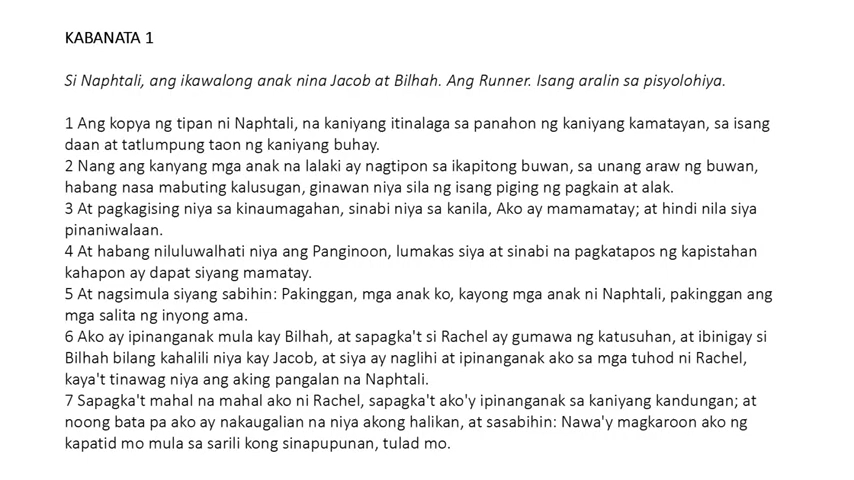 KABANATA 1
Si Naphtali, ang ikawalong anak nina Jacob at Bilhah. Ang Runner. Isang aralin sa pisyolohiya.
1 Ang kopya ng tipan ni Naphtali, na kaniyang itinalaga sa panahon ng kaniyang kamatayan, sa isang
daan at tatlumpung taon ng kaniyang buhay.
2 Nang ang kanyang mga anak na lalaki ay nagtipon sa ikapitong buwan, sa unang araw ng buwan,
habang nasa mabuting kalusugan, ginawan niya sila ng isang piging ng pagkain at alak.
3 At pagkagising niya sa kinaumagahan, sinabi niya sa kanila, Ako ay mamamatay; at hindi nila siya
pinaniwalaan.
4 At habang niluluwalhati niya ang Panginoon, lumakas siya at sinabi na pagkatapos ng kapistahan
kahapon ay dapat siyang mamatay.
5 At nagsimula siyang sabihin: Pakinggan, mga anak ko, kayong mga anak ni Naphtali, pakinggan ang
mga salita ng inyong ama.
6 Ako ay ipinanganak mula kay Bilhah, at sapagka't si Rachel ay gumawa ng katusuhan, at ibinigay si
Bilhah bilang kahalili niya kay Jacob, at siya ay naglihi at ipinanganak ako sa mga tuhod ni Rachel,
kaya't tinawag niya ang aking pangalan na Naphtali.
7 Sapagka't mahal na mahal ako ni Rachel, sapagka't ako'y ipinanganak sa kaniyang kandungan; at
noong bata pa ako ay nakaugalian na niya akong halikan, at sasabihin: Nawa'y magkaroon ako ng
kapatid mo mula sa sarili kong sinapupunan, tulad mo.